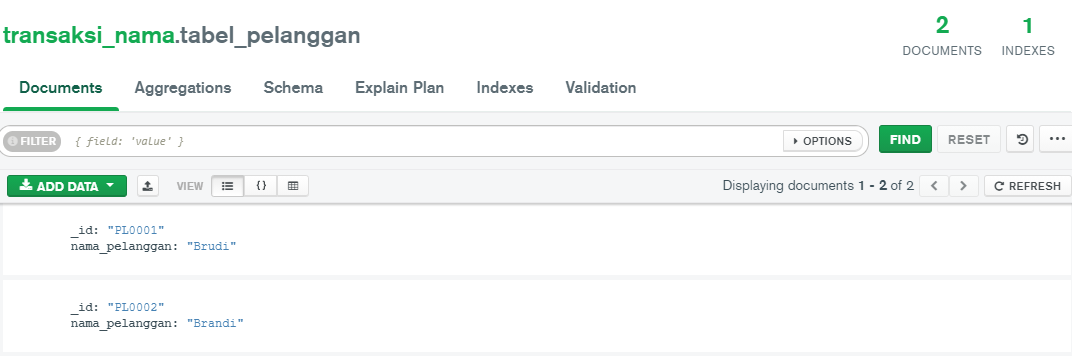 transaksi_nama.tabel_pelanggan
2
DOCUMENTS
1
INDEXES
Documents Aggregations Schema Explain Plan Indexes Validation
FILTER { field: 'value' } OPTIONS FIND RESET ...
ADD DATA VIEW {} Displaying documents 1 - 2 of 2 < > REFRESH
_id: "PL0001"
nama_pelanggan: "Brudi"
_id: "PL0002"
nama_pelanggan: "Brandi"